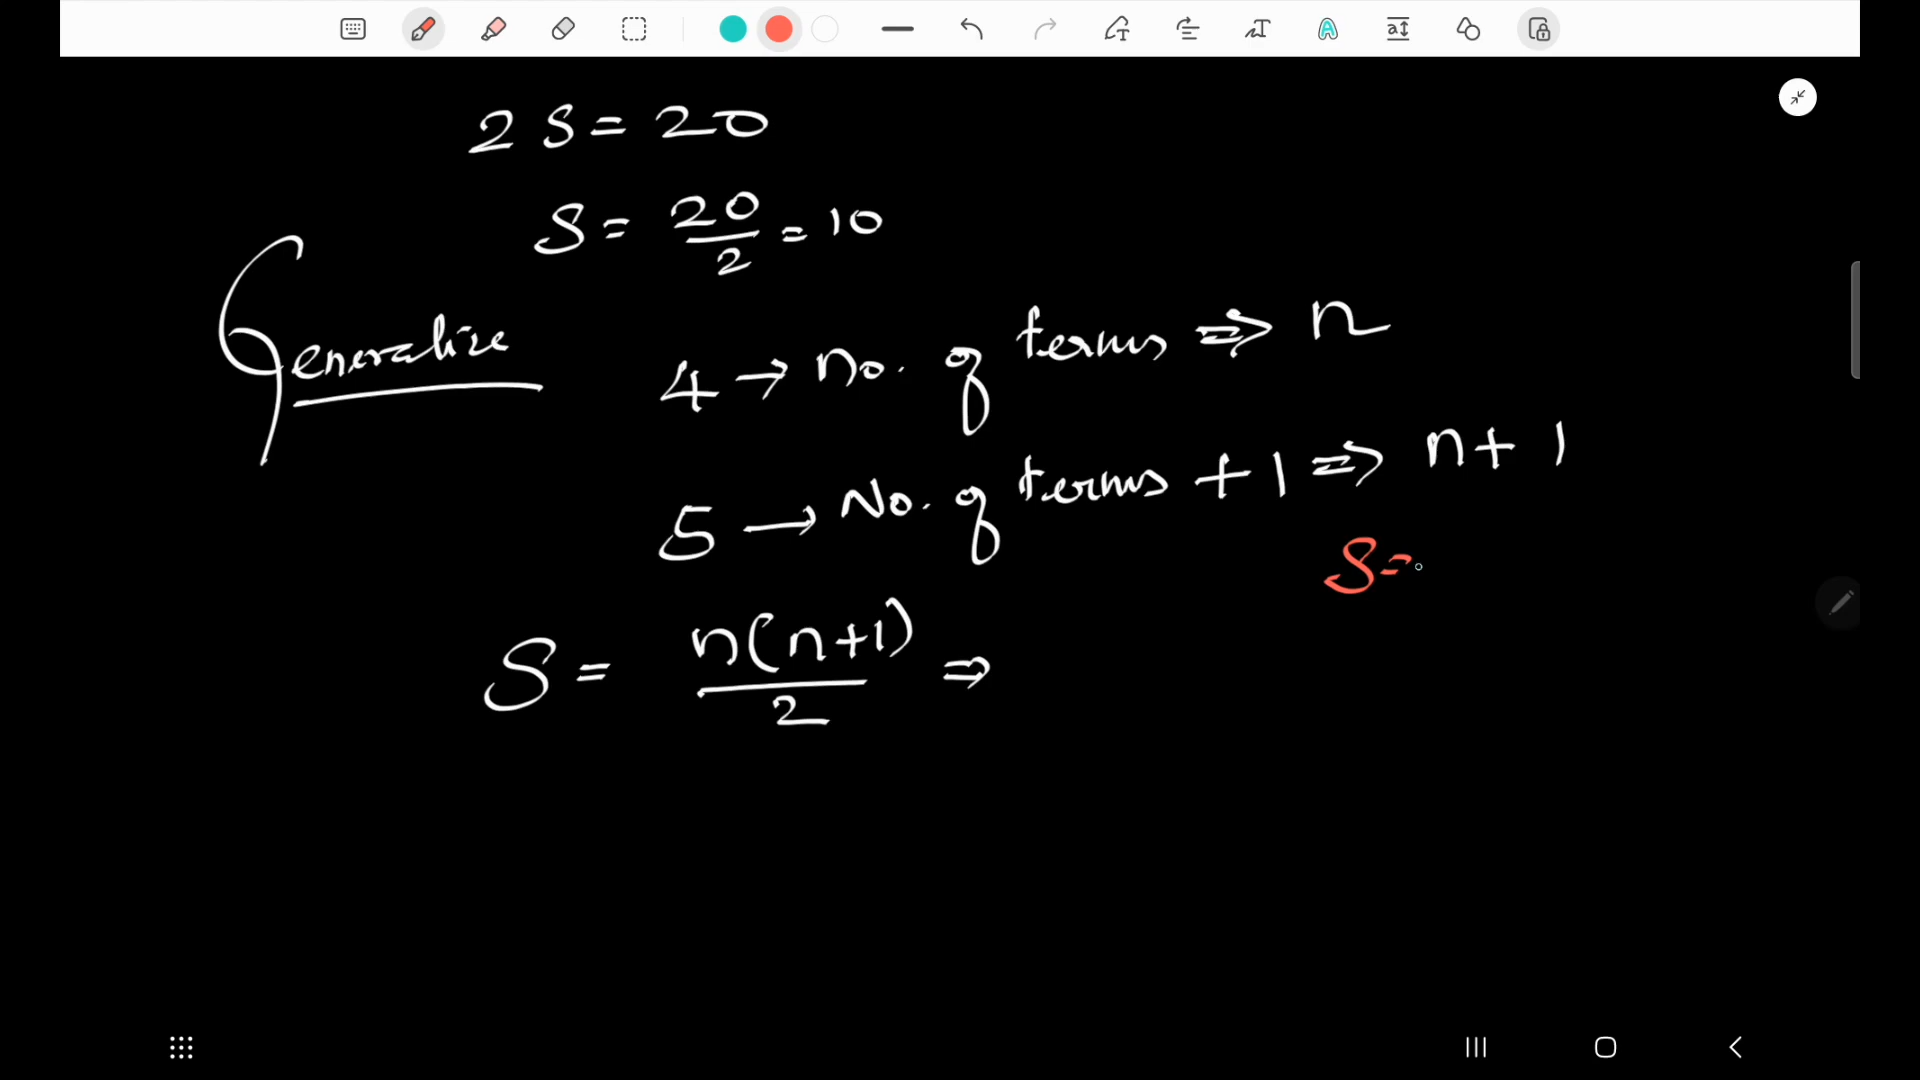 2 S = 20
S = 20/2 = 10
Generalize
4 → no. of terms ⇒ n
5 → No. of terms + 1 ⇒ n + 1
S =
S = n(n+1)/2 ⇒